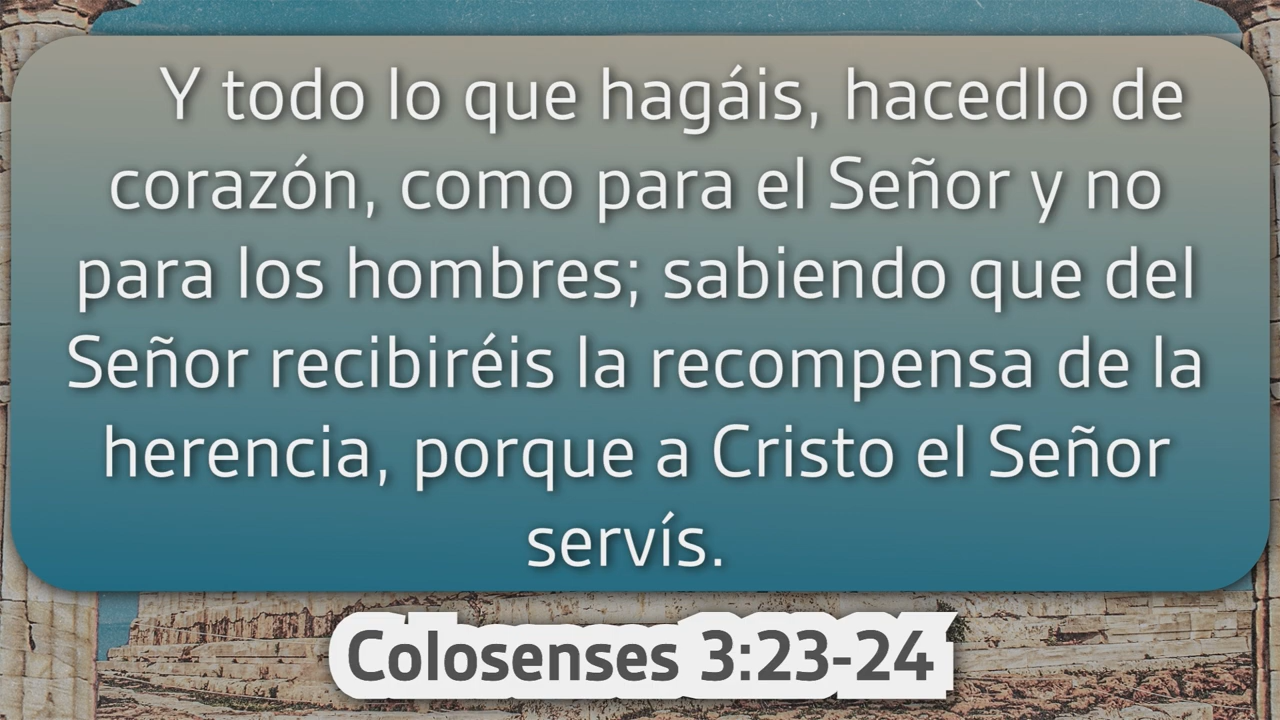 Y todo lo que hagáis, hacedlo de
corazón, como para el Señor y no
para los hombres; sabiendo que del
Señor recibiréis la recompensa de la
herencia, porque a Cristo el Señor
servís.
Colosenses 3:23-24